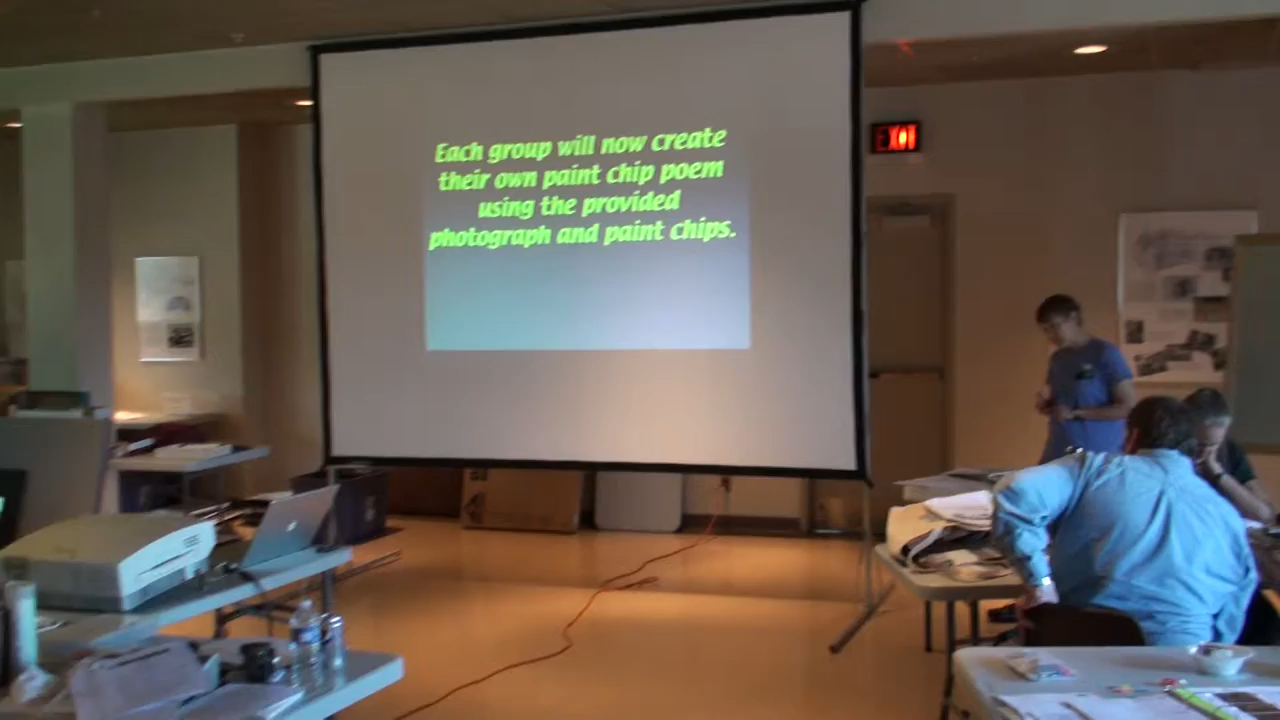 Each group will now create
their own paint chip poem
using the provided
photograph and paint chips.
EXIT